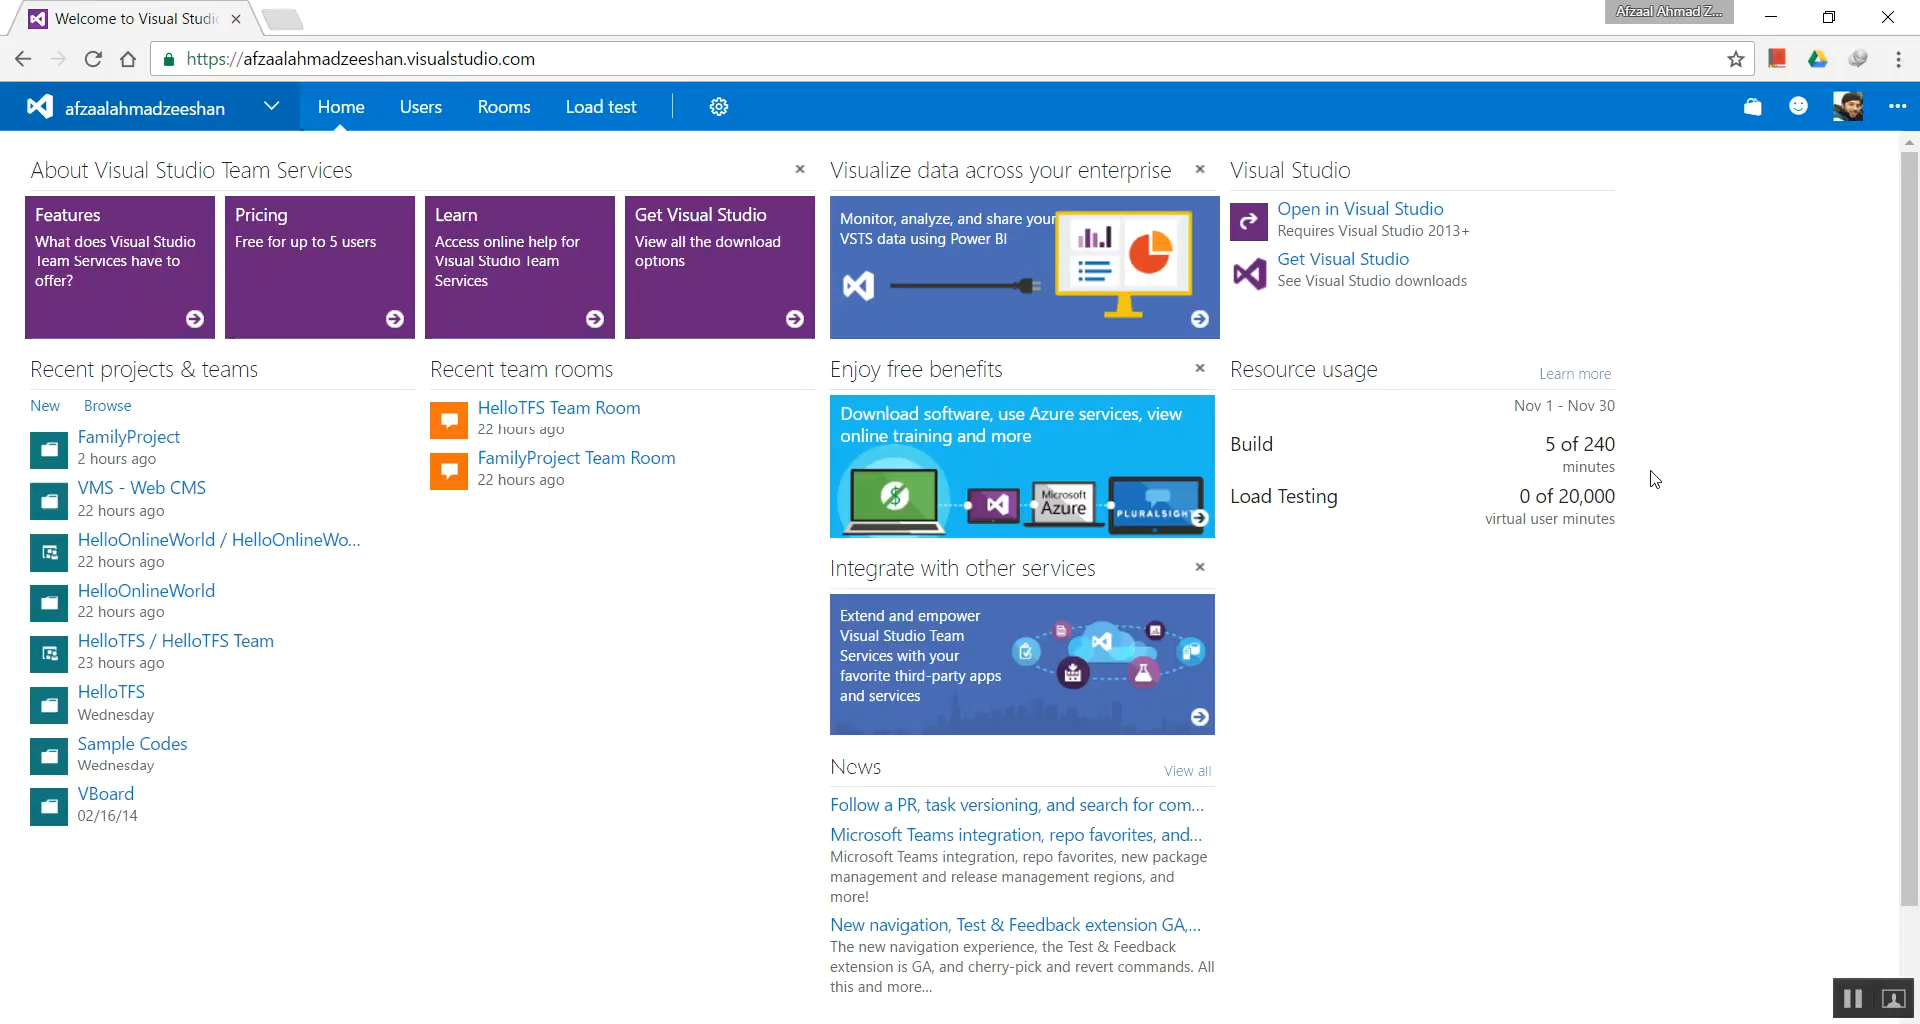 Welcome to Visual Studio
Afzaal Ahmad Z...
https://afzaalahmadzeeshan.visualstudio.com
afzaalahmadzeeshan
Home
Users
Rooms
Load test
About Visual Studio Team Services
Features
What does Visual Studio
Team Services have to
offer?
Pricing
Free for up to 5 users
Learn
Access online help for
Visual Studio Team
Services
Get Visual Studio
View all the download
options
Visualize data across your enterprise
Monitor, analyze, and share your
VSTS data using Power BI
Visual Studio
Open in Visual Studio
Requires Visual Studio 2013+
Get Visual Studio
See Visual Studio downloads
Recent projects & teams
New Browse
FamilyProject
2 hours ago
VMS - Web CMS
22 hours ago
HelloOnlineWorld / HelloOnlineWo...
22 hours ago
HelloOnlineWorld
22 hours ago
HelloTFS / HelloTFS Team
23 hours ago
HelloTFS
Wednesday
Sample Codes
Wednesday
VBoard
02/16/14
Recent team rooms
HelloTFS Team Room
22 hours ago
FamilyProject Team Room
22 hours ago
Enjoy free benefits
Download software, use Azure services, view
online training and more
Microsoft
Azure
PLURALSIGHT
Integrate with other services
Extend and empower
Visual Studio Team
Services with your
favorite third-party apps
and services
News
View all
Follow a PR, task versioning, and search for com...
Microsoft Teams integration, repo favorites, and...
Microsoft Teams integration, repo favorites, new package
management and release management regions, and
more!
New navigation, Test & Feedback extension GA,...
The new navigation experience, the Test & Feedback
extension is GA, and cherry-pick and revert commands. All
this and more...
Resource usage
Learn more
Nov 1 - Nov 30
Build 5 of 240
minutes
Load Testing 0 of 20,000
virtual user minutes